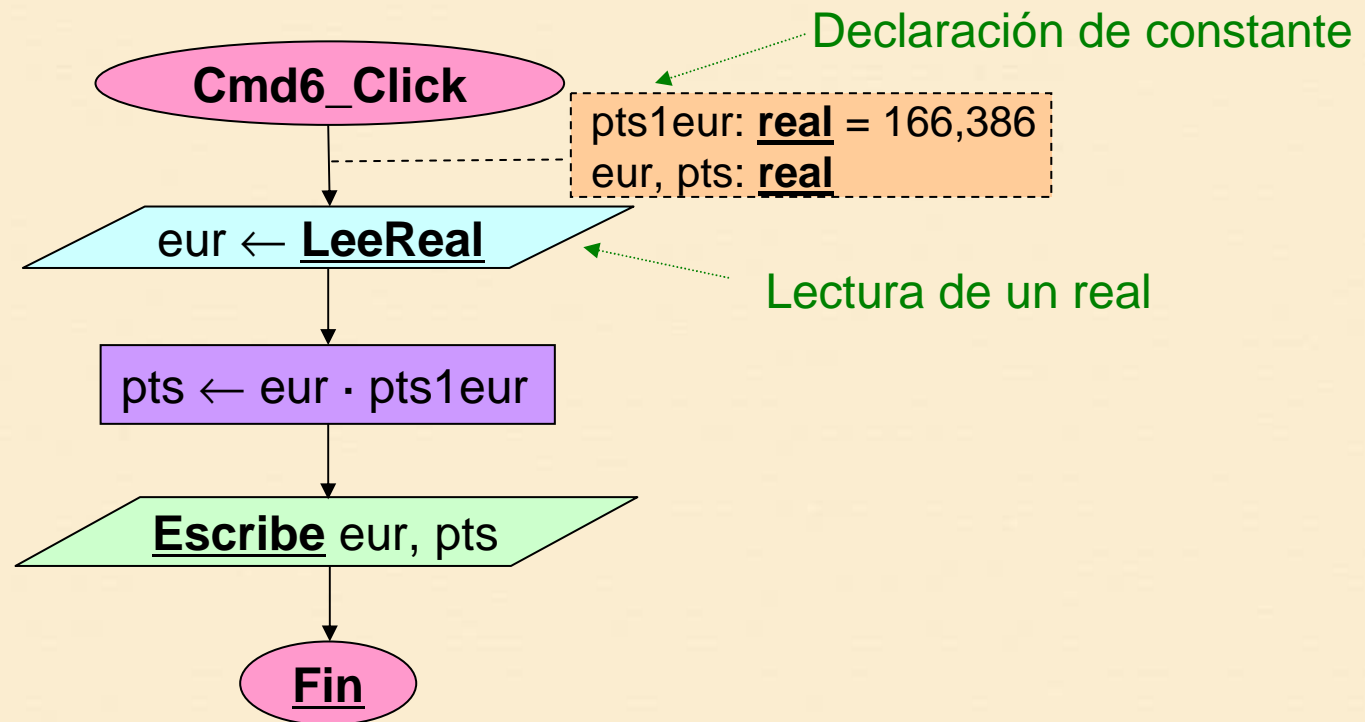 Declaración de constante
Cmd6_Click
pts1eur: real = 166,386
eur, pts: real
eur ← LeeReal
Lectura de un real
pts ← eur · pts1eur
Escribe eur, pts
Fin